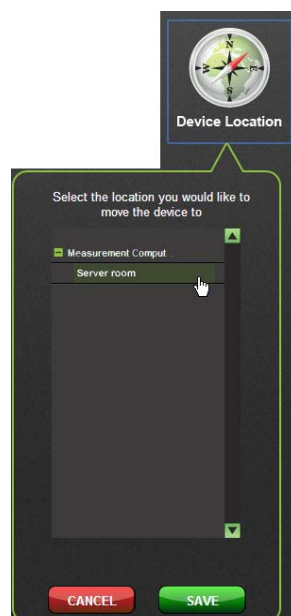 N
W
E
S
Device Location
Select the location you would like to
move the device to
Measurement Comput...
Server room
CANCEL
SAVE